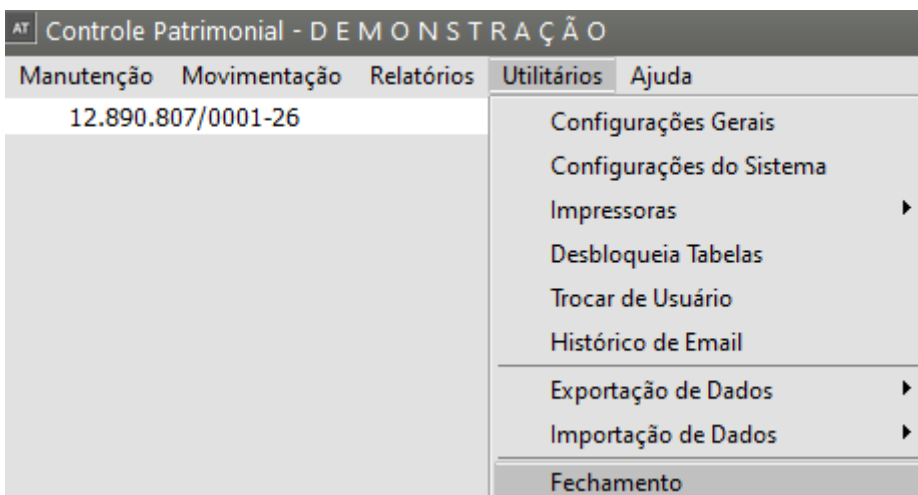 AT Controle Patrimonial - D E M O N S T R A Ç Ã O
Manutenção Movimentação Relatórios Utilitários Ajuda
12.890.807/0001-26
Configurações Gerais
Configurações do Sistema
Impressoras
Desbloqueia Tabelas
Trocar de Usuário
Histórico de Email
Exportação de Dados
Importação de Dados
Fechamento